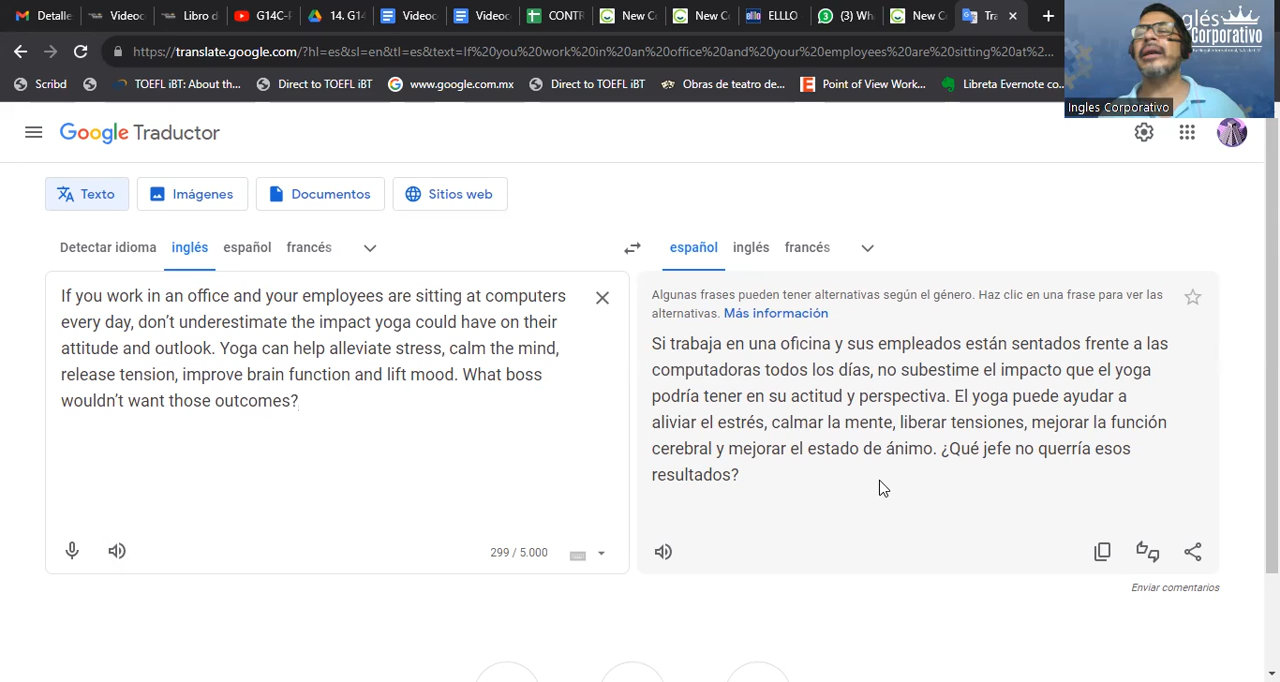 Detalle
Videoc
Libro d
G14C-P
14. G14
Videoc
Videoc
CONTR
New Co
New Co
ELLLO
(3) Wh
New Co
Tra
https://translate.google.com/?hl=es&sl=en&tl=es&text=If%20you%20work%20in%20an%20office%20and%20your%20employees%20are%20sitting%20at%...
glés
Corporativo
Ingles Corporativo
Scribd
TOEFL iBT: About th...
Direct to TOEFL iBT
www.google.com.mx
Direct to TOEFL iBT
Obras de teatro de...
Point of View Work...
Libreta Evernote co...
Google Traductor
Texto
Imágenes
Documentos
Sitios web
Detectar idioma
inglés
español
francés
español
inglés
francés
If you work in an office and your employees are sitting at computers
every day, don't underestimate the impact yoga could have on their
attitude and outlook. Yoga can help alleviate stress, calm the mind,
release tension, improve brain function and lift mood. What boss
wouldn't want those outcomes?
299 / 5.000
Algunas frases pueden tener alternativas según el género. Haz clic en una frase para ver las
alternativas. Más información
Si trabaja en una oficina y sus empleados están sentados frente a las
computadoras todos los días, no subestime el impacto que el yoga
podría tener en su actitud y perspectiva. El yoga puede ayudar a
aliviar el estrés, calmar la mente, liberar tensiones, mejorar la función
cerebral y mejorar el estado de ánimo. ¿Qué jefe no querría esos
resultados?
Enviar comentarios